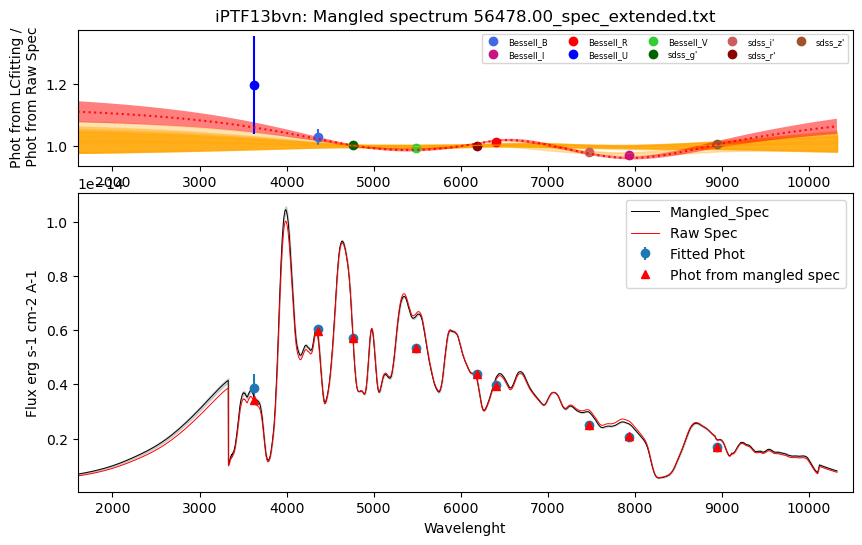 iPTF13bvn: Mangled spectrum 56478.00_spec_extended.txt
Phot from LCfitting /
Phot from Raw Spec
1.2
1.0
Bessell_B Bessell_R Bessell_V sdss_i' sdss_z'
Bessell_I Bessell_U sdss_g' sdss_r'
2000 3000 4000 5000 6000 7000 8000 9000 10000
1e−14
Flux erg s-1 cm-2 A-1
1.0
0.8
0.6
0.4
0.2
Mangled_Spec
Raw Spec
Fitted Phot
Phot from mangled spec
2000 3000 4000 5000 6000 7000 8000 9000 10000
Wavelenght